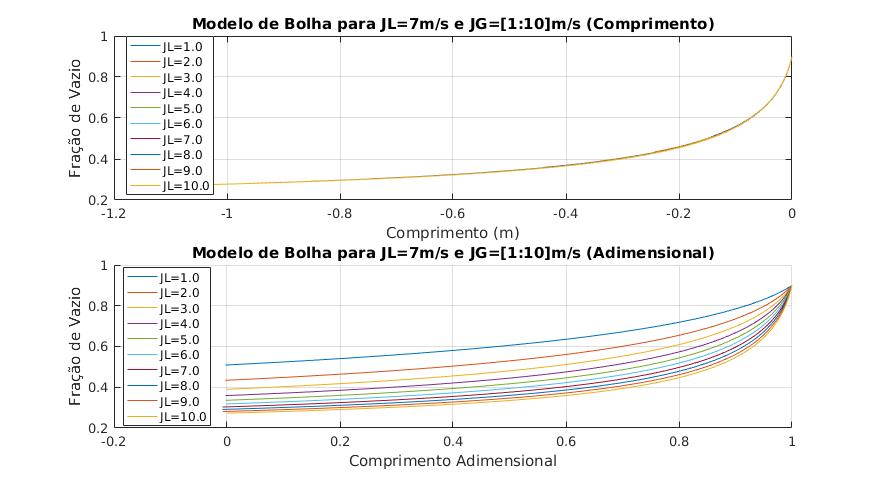 Modelo de Bolha para JL=7m/s e JG=[1:10]m/s (Comprimento)
1
0.8
0.6
0.4
0.2
Fração de Vazio
JL=1.0
JL=2.0
JL=3.0
JL=4.0
JL=5.0
JL=6.0
JL=7.0
JL=8.0
JL=9.0
JL=10.0
-1.2 -1 -0.8 -0.6 -0.4 -0.2 0
Comprimento (m)
Modelo de Bolha para JL=7m/s e JG=[1:10]m/s (Adimensional)
1
0.8
0.6
0.4
0.2
Fração de Vazio
JL=1.0
JL=2.0
JL=3.0
JL=4.0
JL=5.0
JL=6.0
JL=7.0
JL=8.0
JL=9.0
JL=10.0
-0.2 0 0.2 0.4 0.6 0.8 1
Comprimento Adimensional